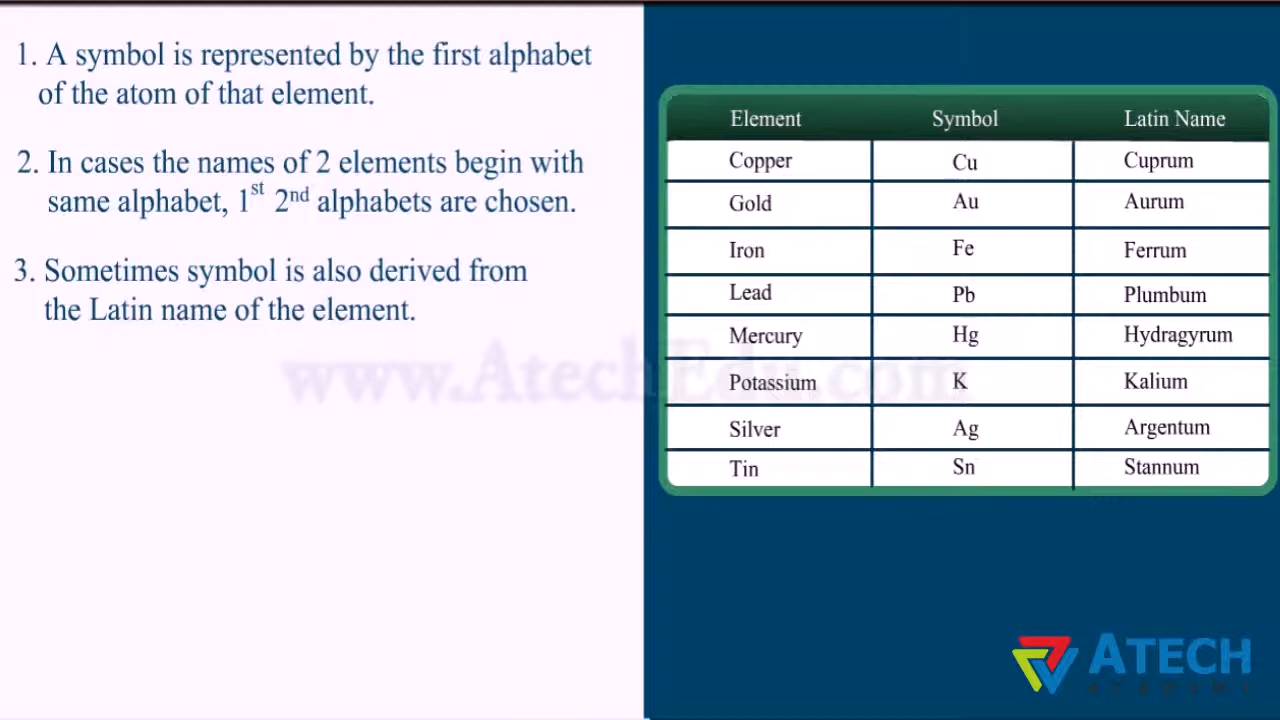 1. A symbol is represented by the first alphabet
of the atom of that element.
2. In cases the names of 2 elements begin with
same alphabet, 1st 2nd alphabets are chosen.
3. Sometimes symbol is also derived from
the Latin name of the element.
www.AtechEdu.com
Element Symbol Latin Name
Copper Cu Cuprum
Gold Au Aurum
Iron Fe Ferrum
Lead Pb Plumbum
Mercury Hg Hydragyrum
Potassium K Kalium
Silver Ag Argentum
Tin Sn Stannum
ATECH